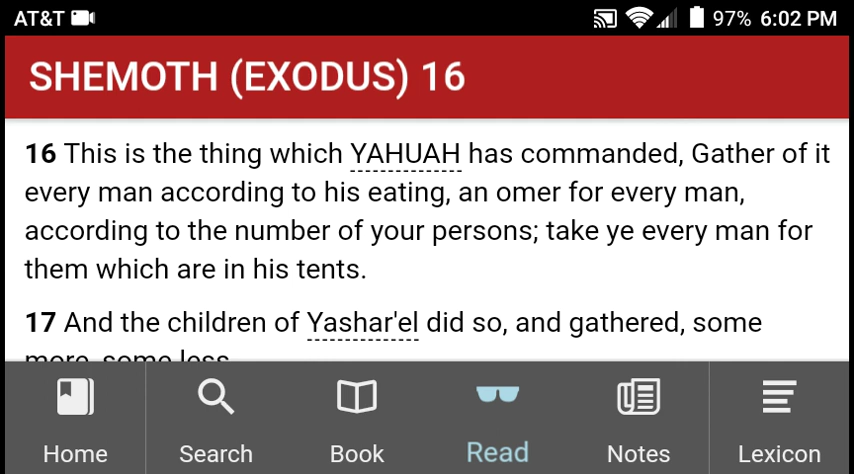 AT&T 97% 6:02 PM
SHEMOTH (EXODUS) 16
16 This is the thing which YAHUAH has commanded, Gather of it
every man according to his eating, an omer for every man,
according to the number of your persons; take ye every man for
them which are in his tents.
17 And the children of Yashar'el did so, and gathered, some
more, some less.
Home Search Book Read Notes Lexicon